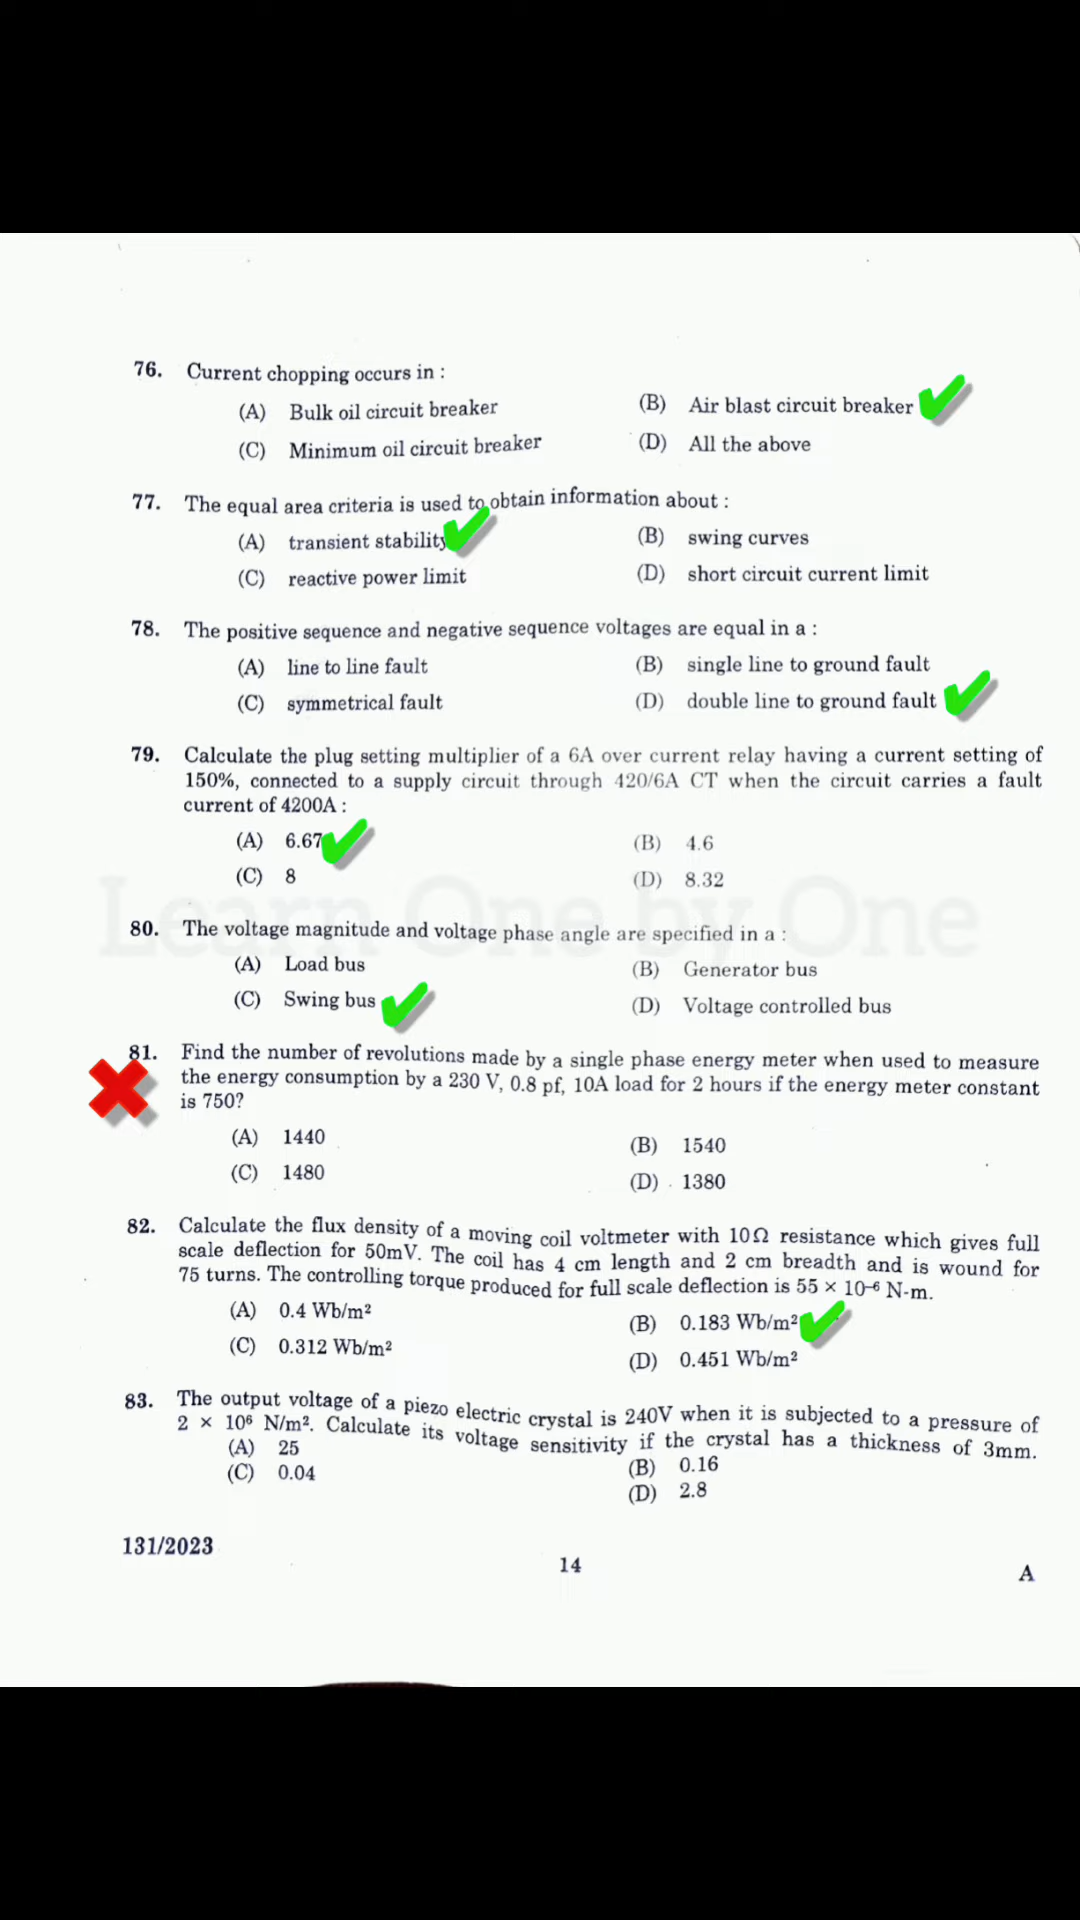 76. Current chopping occurs in :
(A) Bulk oil circuit breaker (B) Air blast circuit breaker
(C) Minimum oil circuit breaker (D) All the above
77. The equal area criteria is used to obtain information about :
(A) transient stability (B) swing curves
(C) reactive power limit (D) short circuit current limit
78. The positive sequence and negative sequence voltages are equal in a :
(A) line to line fault (B) single line to ground fault
(C) symmetrical fault (D) double line to ground fault
79. Calculate the plug setting multiplier of a 6A over current relay having a current setting of
150%, connected to a supply circuit through 420/6A CT when the circuit carries a fault
current of 4200A :
(A) 6.67 (B) 4.6
(C) 8 (D) 8.32
Learn One by One
80. The voltage magnitude and voltage phase angle are specified in a :
(A) Load bus (B) Generator bus
(C) Swing bus (D) Voltage controlled bus
81. Find the number of revolutions made by a single phase energy meter when used to measure
the energy consumption by a 230 V, 0.8 pf, 10A load for 2 hours if the energy meter constant
is 750?
(A) 1440 (B) 1540
(C) 1480 (D) 1380
82. Calculate the flux density of a moving coil voltmeter with 10Ω resistance which gives full
scale deflection for 50mV. The coil has 4 cm length and 2 cm breadth and is wound for
75 turns. The controlling torque produced for full scale deflection is 55 × 10⁻⁶ N-m.
(A) 0.4 Wb/m² (B) 0.183 Wb/m²
(C) 0.312 Wb/m² (D) 0.451 Wb/m²
83. The output voltage of a piezo electric crystal is 240V when it is subjected to a pressure of
2 × 10⁶ N/m². Calculate its voltage sensitivity if the crystal has a thickness of 3mm.
(A) 25 (B) 0.16
(C) 0.04 (D) 2.8
131/2023
14
A